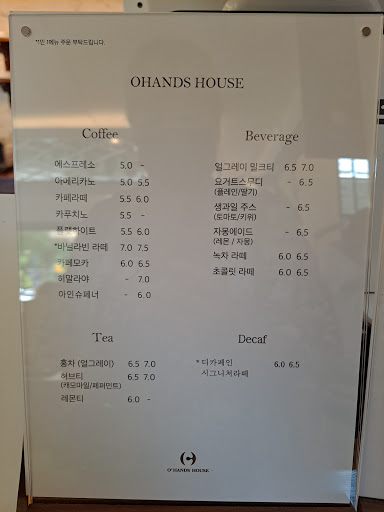 *1인 1메뉴 주문 부탁드립니다.
OHANDS HOUSE
Coffee
에스프레소 5.0 -
아메리카노 5.0 5.5
카페라떼 5.5 6.0
카푸치노 5.5 -
플랫화이트 5.5 6.0
*바닐라빈 라떼 7.0 7.5
카페모카 6.0 6.5
히말라야 - 7.0
아인슈페너 - 6.0
Beverage
얼그레이 밀크티 6.5 7.0
요거트스무디 - 6.5
(플레인/딸기)
생과일 주스 - 6.5
(토마토/키위)
자몽에이드 - 6.5
(레몬 / 자몽)
녹차 라떼 6.0 6.5
초콜릿 라떼 6.0 6.5
Tea
홍차 (얼그레이) 6.5 7.0
허브티 6.5 7.0
(캐모마일/페퍼민트)
레몬티 6.0 -
Decaf
*디카페인 6.0 6.5
시그니처라떼
O'HANDS HOUSE